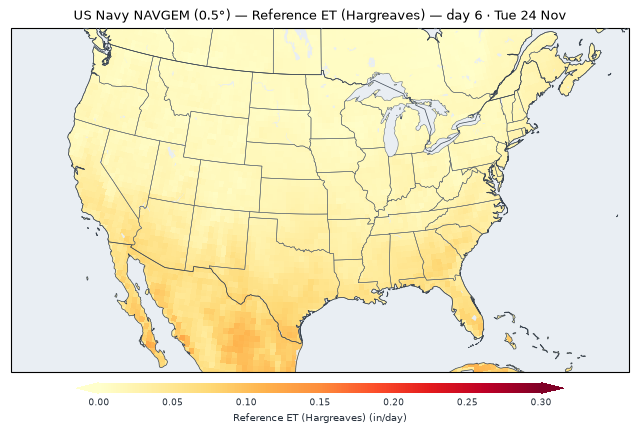 US Navy NAVGEM (0.5°) — Reference ET (Hargreaves) — day 6 · Tue 24 Nov
0.00 0.05 0.10 0.15 0.20 0.25 0.30
Reference ET (Hargreaves) (in/day)